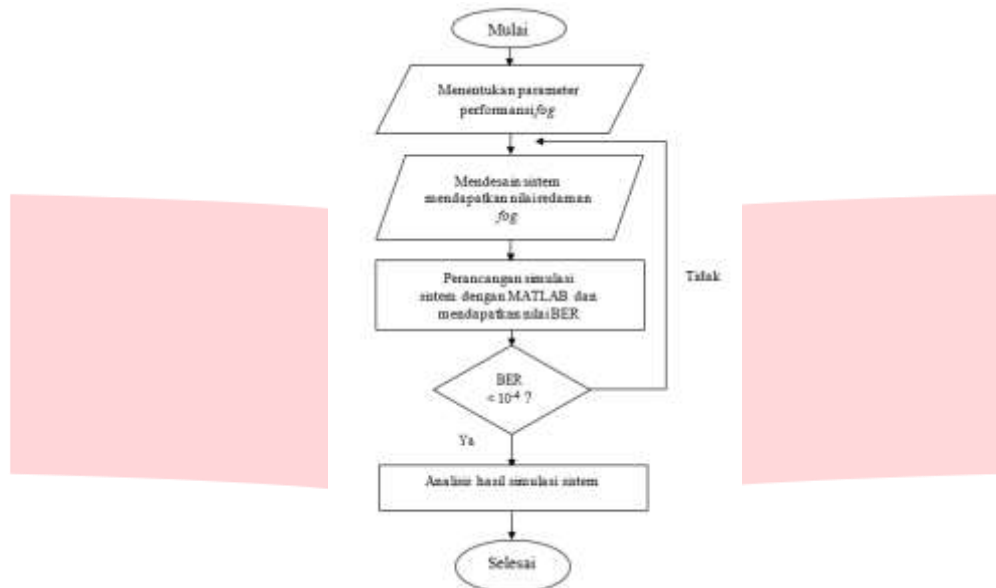 Mulai
Menentukan parameter
performansi fog
Mendesain sistem
mendapatkan nilai redaman
fog
Perancangan simulasi
sistem dengan MATLAB dan
mendapatkan nilai BER
Tidak
BER
< 10⁻⁴ ?
Ya
Analisis hasil simulasi sistem
Selesai